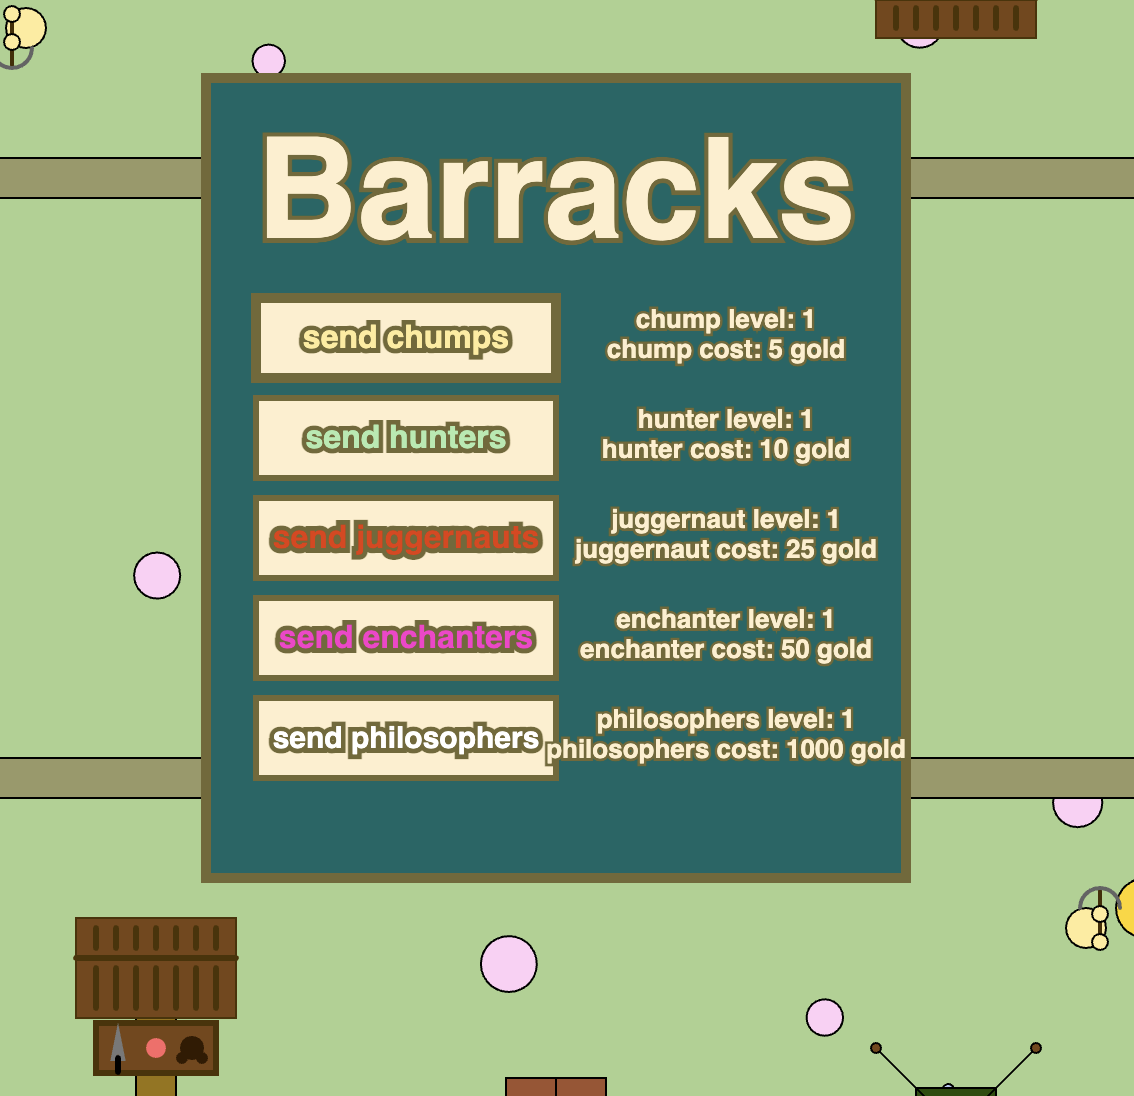 Barracks
send chumps
chump level: 1
chump cost: 5 gold
send hunters
hunter level: 1
hunter cost: 10 gold
send juggernauts
juggernaut level: 1
juggernaut cost: 25 gold
send enchanters
enchanter level: 1
enchanter cost: 50 gold
send philosophers
philosophers level: 1
philosophers cost: 1000 gold